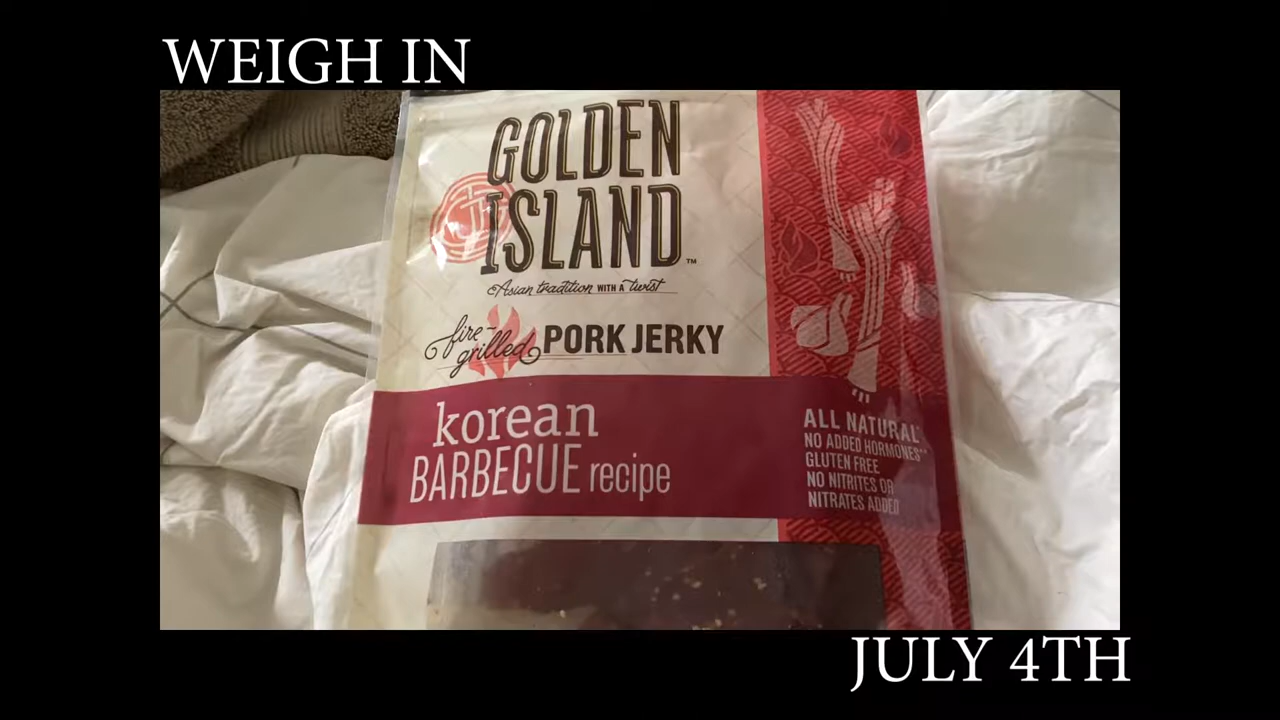 WEIGH IN
GOLDEN
ISLAND™
Asian tradition WITH A twist
fire-
grilled PORK JERKY
korean
BARBECUE recipe
ALL NATURAL*
NO ADDED HORMONES**
GLUTEN FREE
NO NITRITES OR
NITRATES ADDED
JULY 4TH